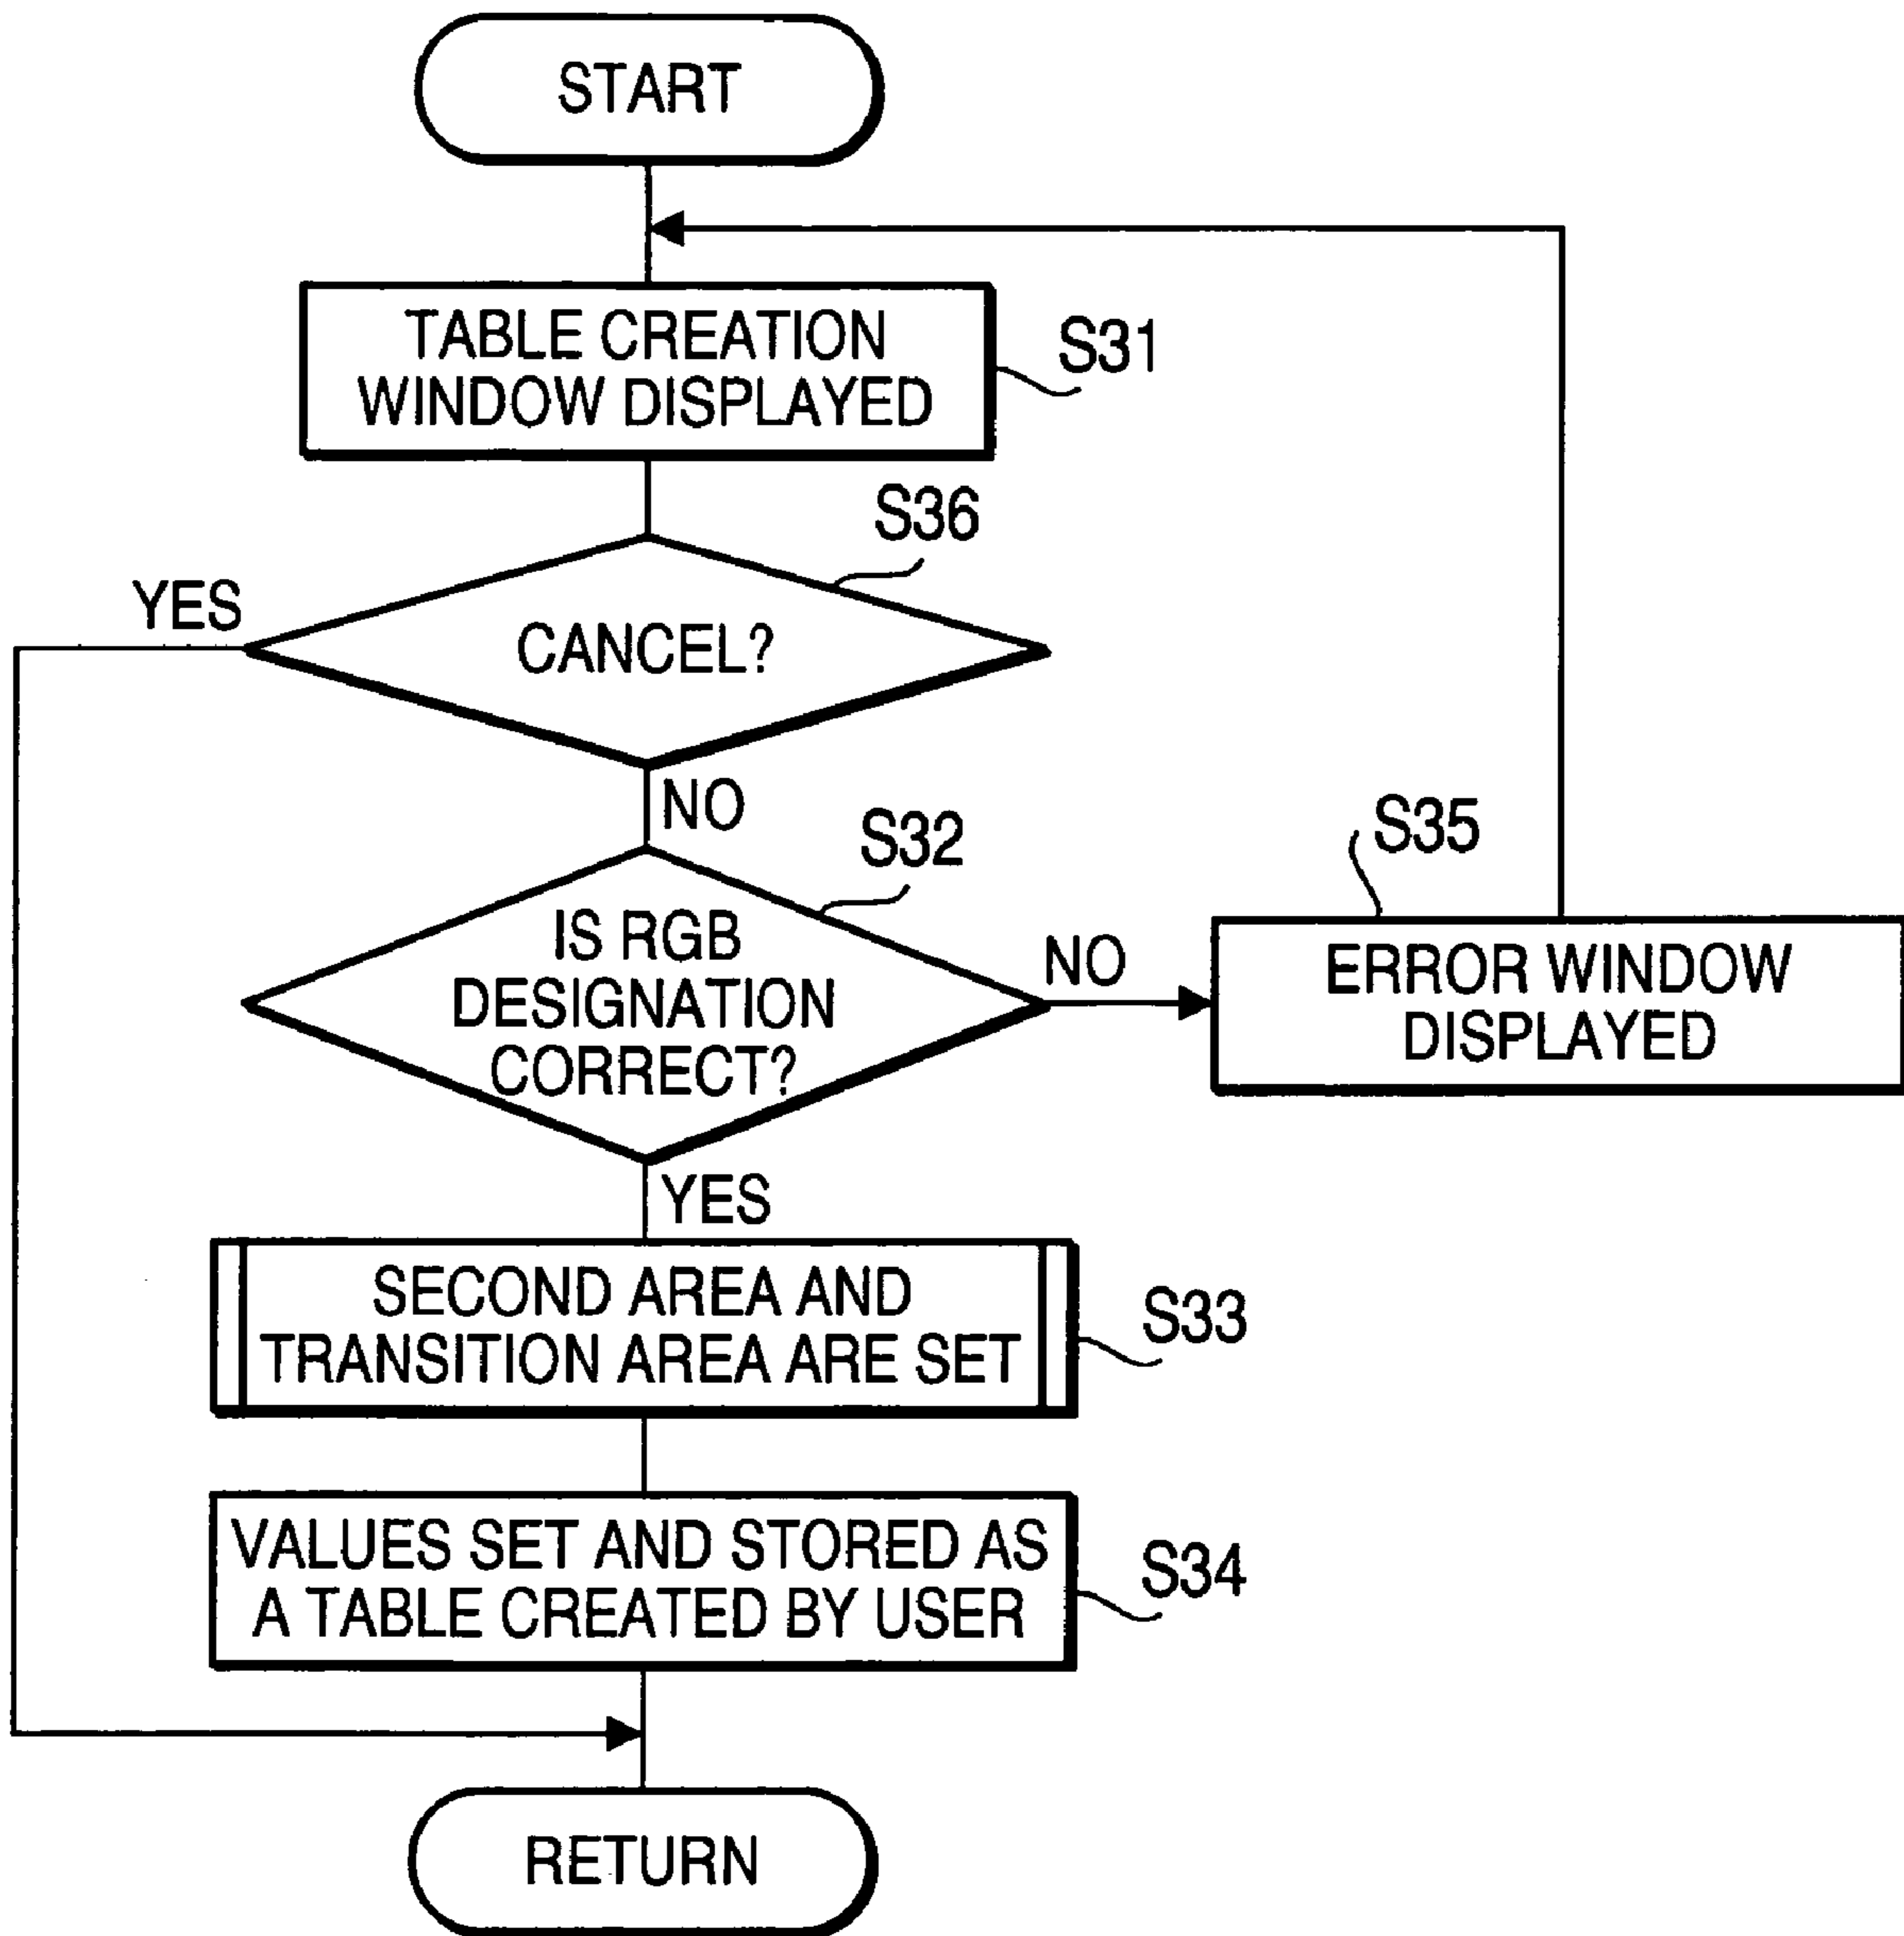 START
TABLE CREATION
WINDOW DISPLAYED
S31
S36
YES
CANCEL?
NO
S32
S35
IS RGB
DESIGNATION
CORRECT?
NO
ERROR WINDOW
DISPLAYED
YES
SECOND AREA AND
TRANSITION AREA ARE SET
S33
VALUES SET AND STORED AS
A TABLE CREATED BY USER
S34
RETURN